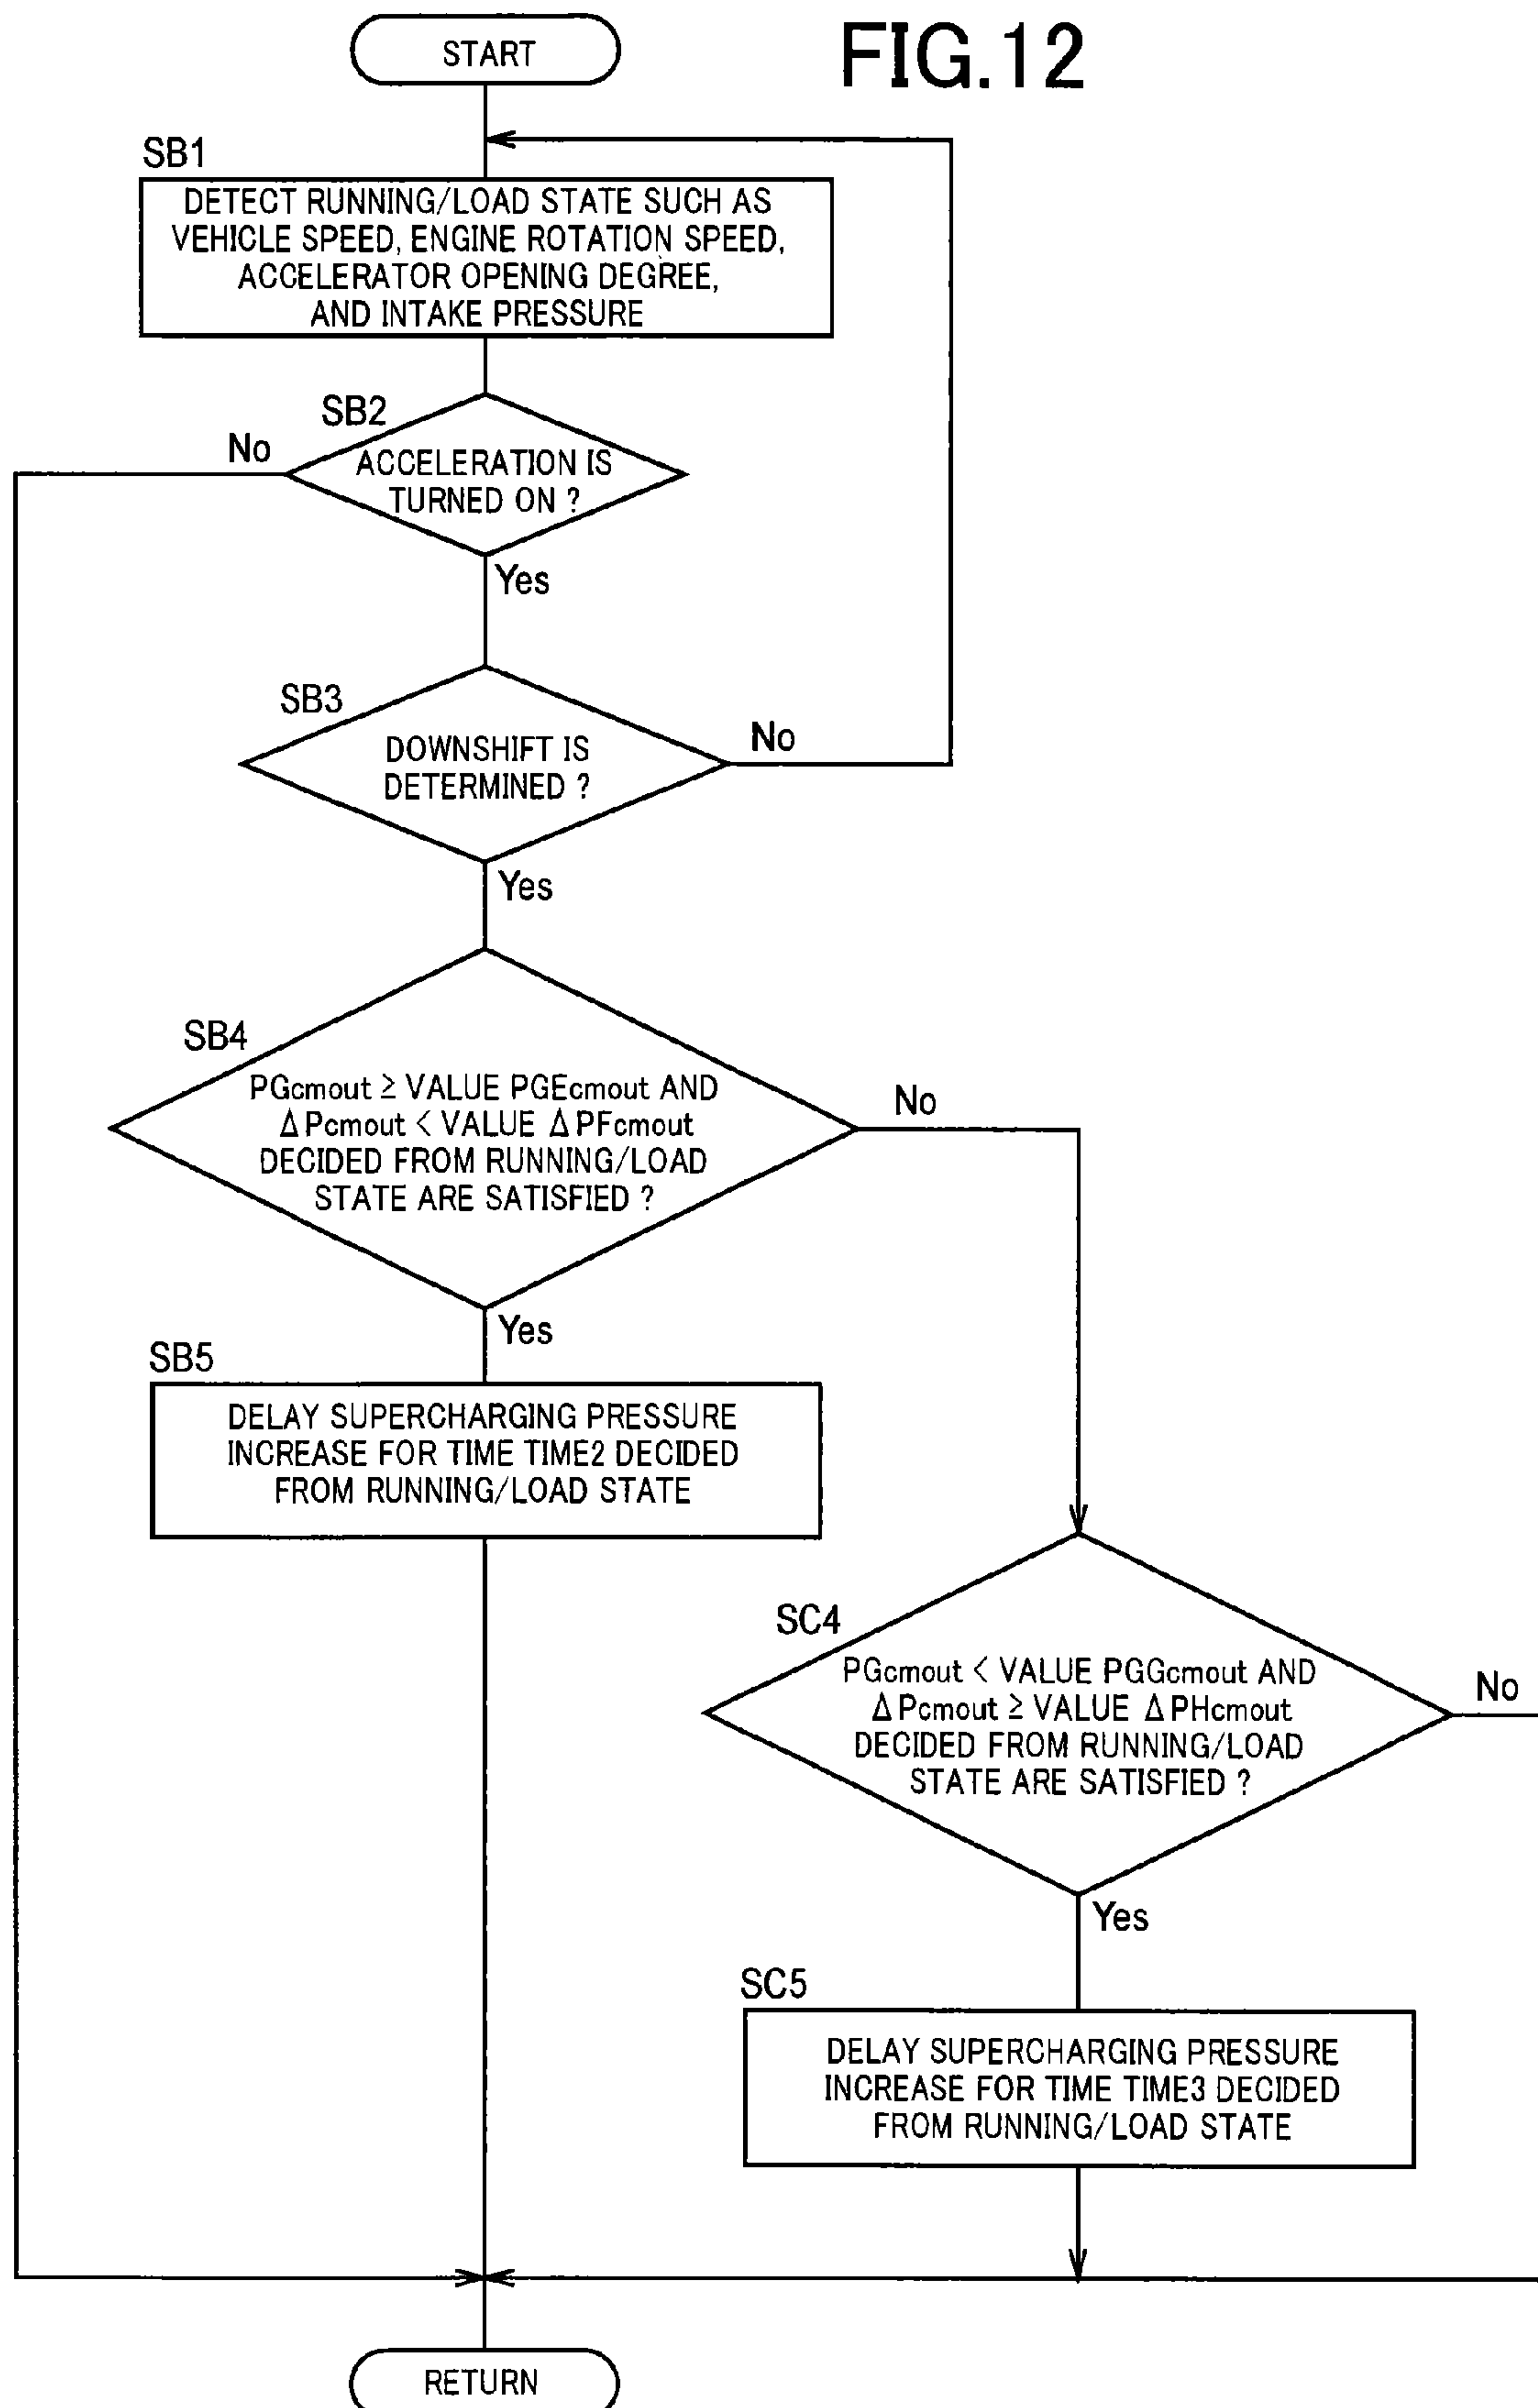 START
FIG.12
SB1
DETECT RUNNING/LOAD STATE SUCH AS
VEHICLE SPEED, ENGINE ROTATION SPEED,
ACCELERATOR OPENING DEGREE,
AND INTAKE PRESSURE
SB2
No
ACCELERATION IS
TURNED ON ?
Yes
SB3
DOWNSHIFT IS
DETERMINED ?
No
Yes
SB4
PGcmout ≥ VALUE PGEcmout AND
Δ Pcmout < VALUE Δ PFcmout
DECIDED FROM RUNNING/LOAD
STATE ARE SATISFIED ?
No
Yes
SB5
DELAY SUPERCHARGING PRESSURE
INCREASE FOR TIME TIME2 DECIDED
FROM RUNNING/LOAD STATE
SC4
PGcmout < VALUE PGGcmout AND
Δ Pcmout ≥ VALUE Δ PHcmout
DECIDED FROM RUNNING/LOAD
STATE ARE SATISFIED ?
No
Yes
SC5
DELAY SUPERCHARGING PRESSURE
INCREASE FOR TIME TIME3 DECIDED
FROM RUNNING/LOAD STATE
RETURN